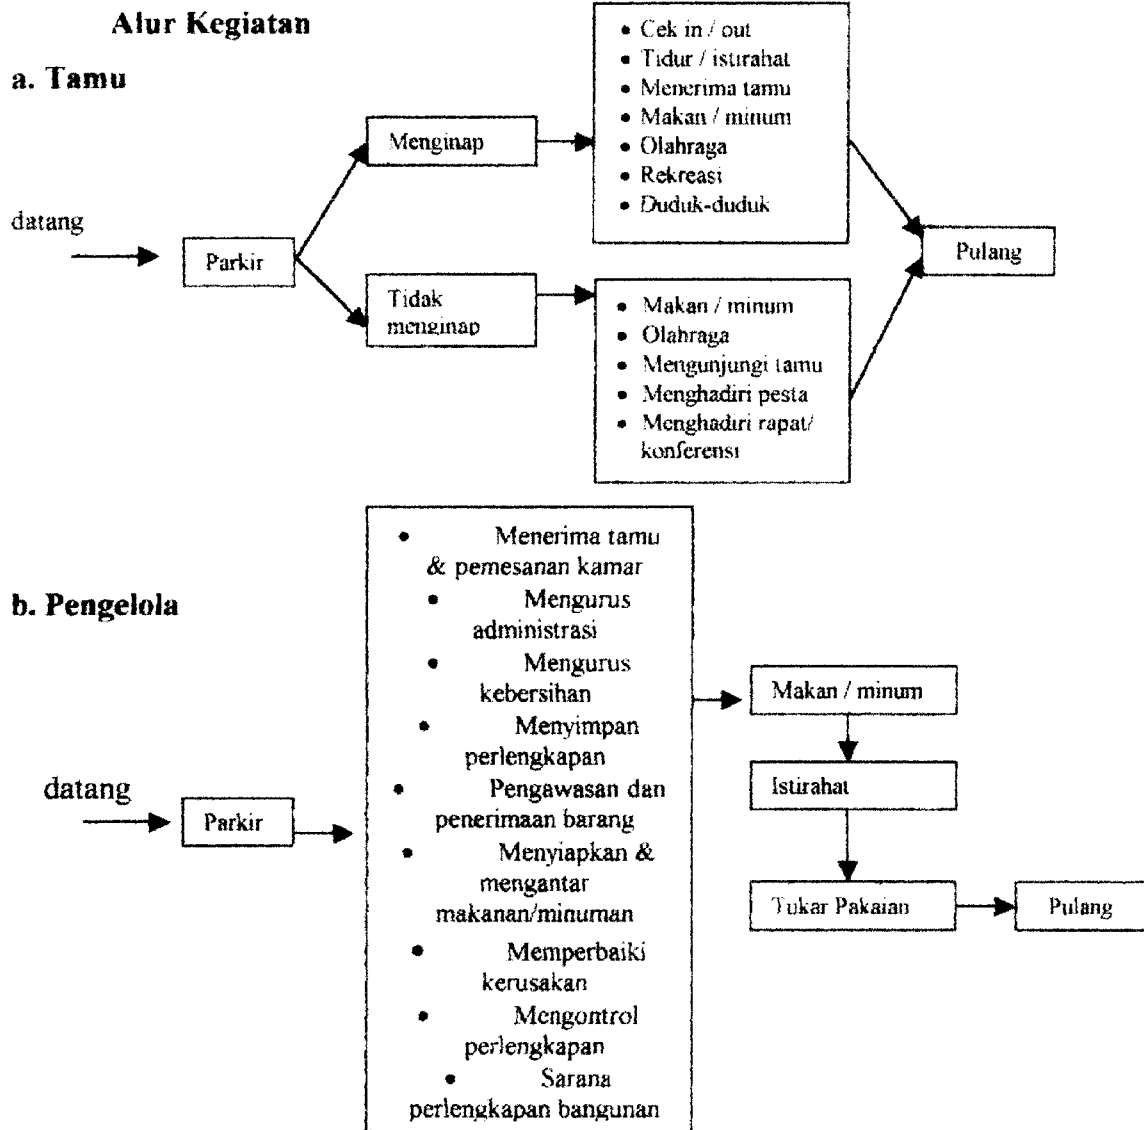 Alur Kegiatan
a. Tamu
datang
Parkir
Menginap
• Cek in / out
• Tidur / istirahat
• Menerima tamu
• Makan / minum
• Olahraga
• Rekreasi
• Duduk-duduk
Tidak
menginap
• Makan / minum
• Olahraga
• Mengunjungi tamu
• Menghadiri pesta
• Menghadiri rapat/
konferensi
Pulang
b. Pengelola
datang
Parkir
• Menerima tamu
& pemesanan kamar
• Mengurus
administrasi
• Mengurus
kebersihan
• Menyimpan
perlengkapan
• Pengawasan dan
penerimaan barang
• Menyiapkan &
mengantar
makanan/minuman
• Memperbaiki
kerusakan
• Mengontrol
perlengkapan
• Sarana
perlengkapan bangunan
Makan / minum
Istirahat
Tukar Pakaian
Pulang